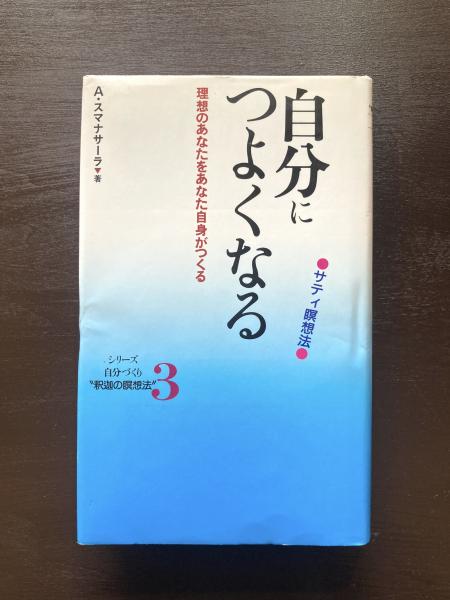 自分に
つよくなる
●サティ瞑想法●
理想のあなたをあなた自身がつくる
A・スマナサーラ▼著
シリーズ
自分づくり
"釈迦の瞑想法"
3